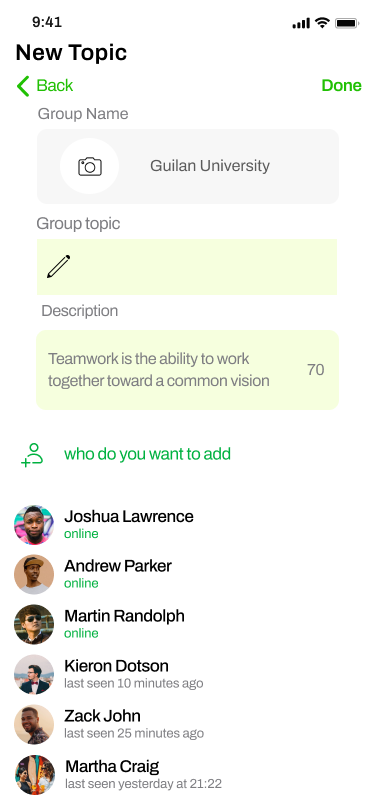 9:41
New Topic
Back
Done
Group Name
Guilan University
Group topic
Description
Teamwork is the ability to work
together toward a common vision
70
who do you want to add
Joshua Lawrence
online
Andrew Parker
online
Martin Randolph
online
Kieron Dotson
last seen 10 minutes ago
Zack John
last seen 25 minutes ago
Martha Craig
last seen yesterday at 21:22